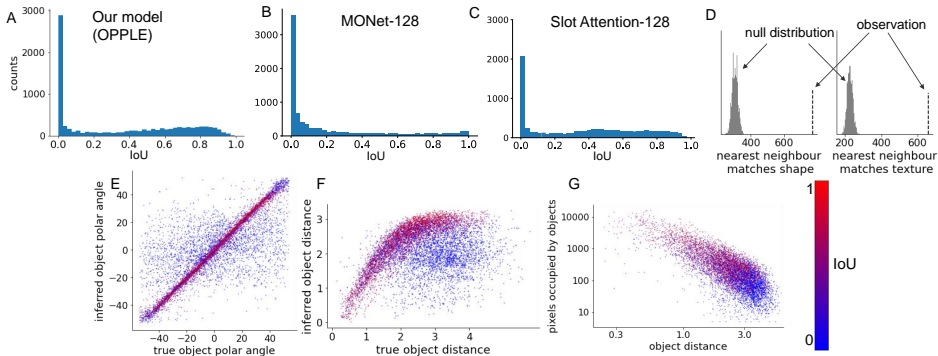 A
Our model
(OPPLE)
3000
2000
1000
0
counts
0.0 0.2 0.4 0.6 0.8 1.0
IoU
B
MONet-128
3000
2000
1000
0
0.0 0.2 0.4 0.6 0.8 1.0
IoU
C
Slot Attention-128
3000
2000
1000
0
0.0 0.2 0.4 0.6 0.8 1.0
IoU
D
null distribution
observation
400 600
nearest neighbour
matches shape
200 400 600
nearest neighbour
matches texture
E
inferred object polar angle
40
20
0
−20
−40
−40 −20 0 20 40
true object polar angle
F
inferred object distance
3
2
1
0
0 1 2 3 4
true object distance
G
pixels occupied by objects
10000
1000
100
10
0.3 1.0 3.0
object distance
1
IoU
0